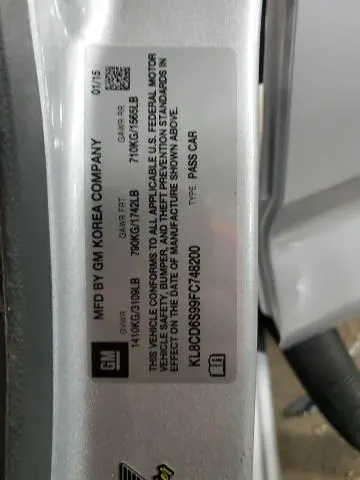 MFD BY GM KOREA COMPANY 01/15
GM
GVWR GAWR FRT GAWR RR
1410KG/3109LB 790KG/1742LB 710KG/1565LB
THIS VEHICLE CONFORMS TO ALL APPLICABLE U.S. FEDERAL MOTOR
VEHICLE SAFETY, BUMPER, AND THEFT PREVENTION STANDARDS IN
EFFECT ON THE DATE OF MANUFACTURE SHOWN ABOVE.
KL8CD6S99FC748200 TYPE: PASS CAR